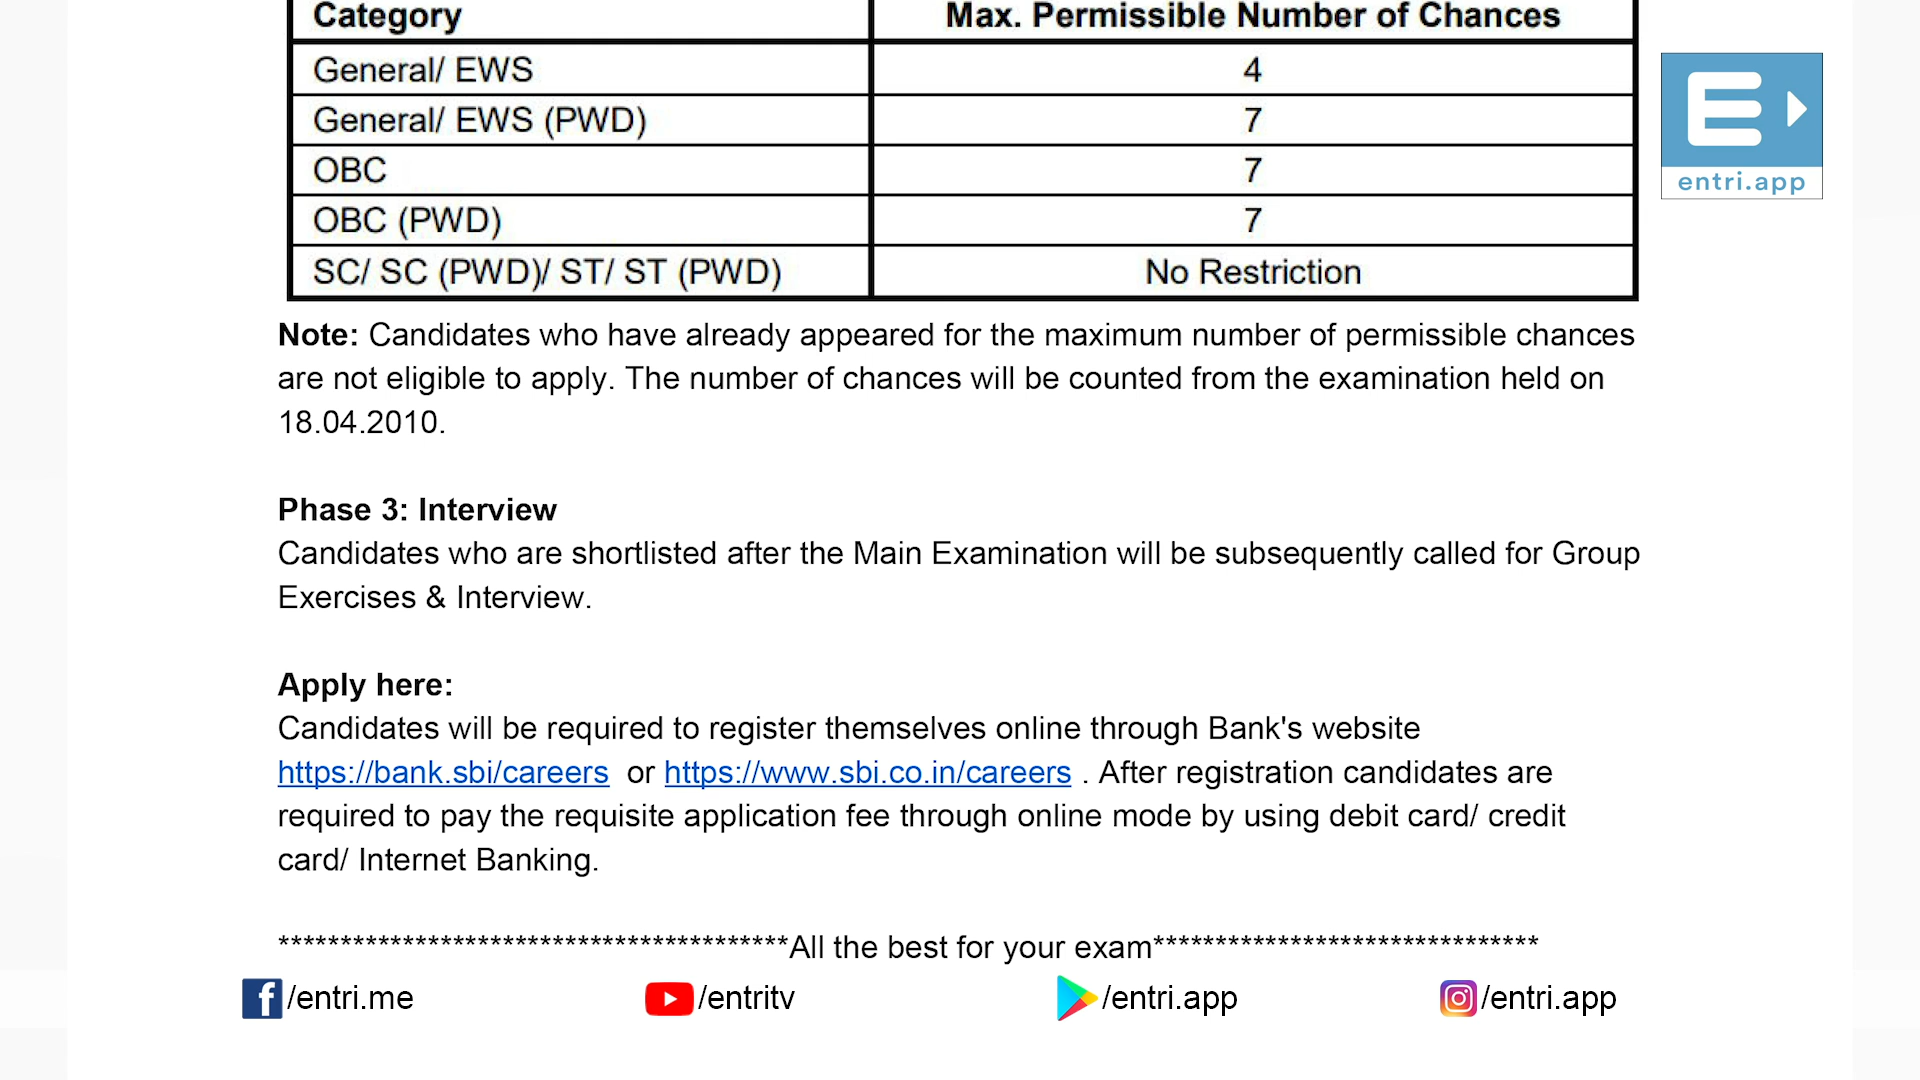 Category Max. Permissible Number of Chances
General/ EWS 4
General/ EWS (PWD) 7
OBC 7
OBC (PWD) 7
SC/ SC (PWD)/ ST/ ST (PWD) No Restriction
E
entri.app
Note: Candidates who have already appeared for the maximum number of permissible chances
are not eligible to apply. The number of chances will be counted from the examination held on
18.04.2010.
Phase 3: Interview
Candidates who are shortlisted after the Main Examination will be subsequently called for Group
Exercises & Interview.
Apply here:
Candidates will be required to register themselves online through Bank's website
https://bank.sbi/careers or https://www.sbi.co.in/careers . After registration candidates are
required to pay the requisite application fee through online mode by using debit card/ credit
card/ Internet Banking.
*****************************************All the best for your exam*******************************
/entri.me /entritv /entri.app /entri.app